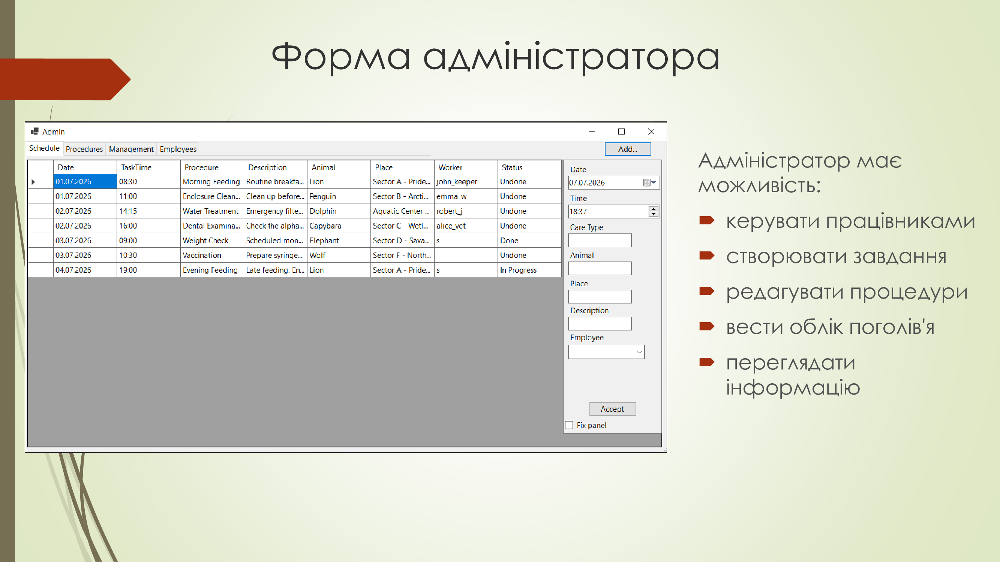 Форма адміністратора
Admin
Schedule Procedures Management Employees Add...
Date TaskTime Procedure Description Animal Place Worker Status
01.07.2026 08:30 Morning Feeding Routine breakfa... Lion Sector A - Pride... john_keeper Undone
01.07.2026 11:00 Enclosure Clean... Clean up before... Penguin Sector B - Arcti... emma_w Undone
02.07.2026 14:15 Water Treatment Emergency filte... Dolphin Aquatic Center ... robert_j Undone
02.07.2026 16:00 Dental Examina... Check the alpha... Capybara Sector C - Wetl... alice_vet Undone
03.07.2026 09:00 Weight Check Scheduled mon... Elephant Sector D - Sava... s Done
03.07.2026 10:30 Vaccination Prepare syringe... Wolf Sector F - North... Undone
04.07.2026 19:00 Evening Feeding Late feeding. En... Lion Sector A - Pride... s In Progress
Date
07.07.2026
Time
18:37
Care Type
Animal
Place
Description
Employee
Accept
Fix panel
Адміністратор має
можливість:
керувати працівниками
створювати завдання
редагувати процедури
вести облік поголів'я
переглядати
інформацію